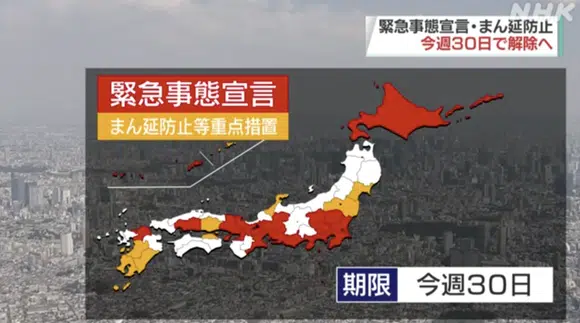 NHK
緊急事態宣言・まん延防止
今週30日で解除へ
緊急事態宣言
まん延防止等重点措置
期限
今週30日